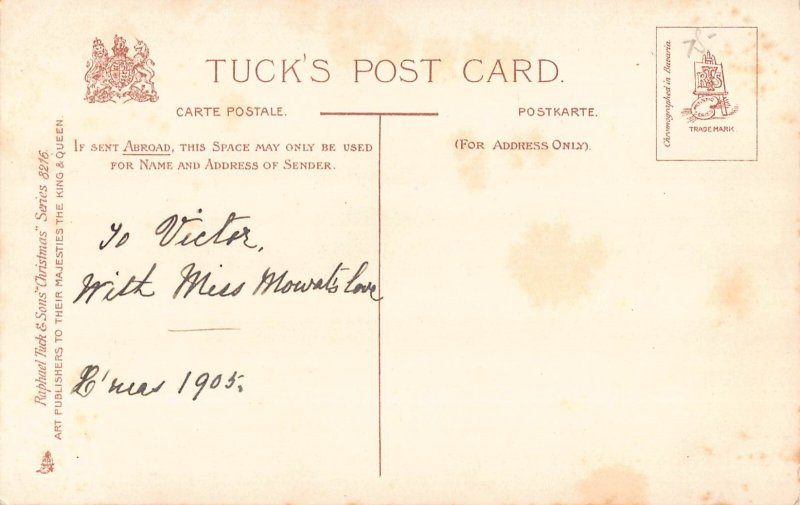 TUCK'S POST CARD.
CARTE POSTALE.
POSTKARTE.
IF SENT ABROAD, THIS SPACE MAY ONLY BE USED
FOR NAME AND ADDRESS OF SENDER.
(FOR ADDRESS ONLY).
Chromographed in Bavaria
TRADE MARK
Raphael Tuck & Sons' "Christmas" Series 8216.
ART PUBLISHERS TO THEIR MAJESTIES THE KING & QUEEN.
To Victor,
With Miss Mowat's love
X'mas 1905.